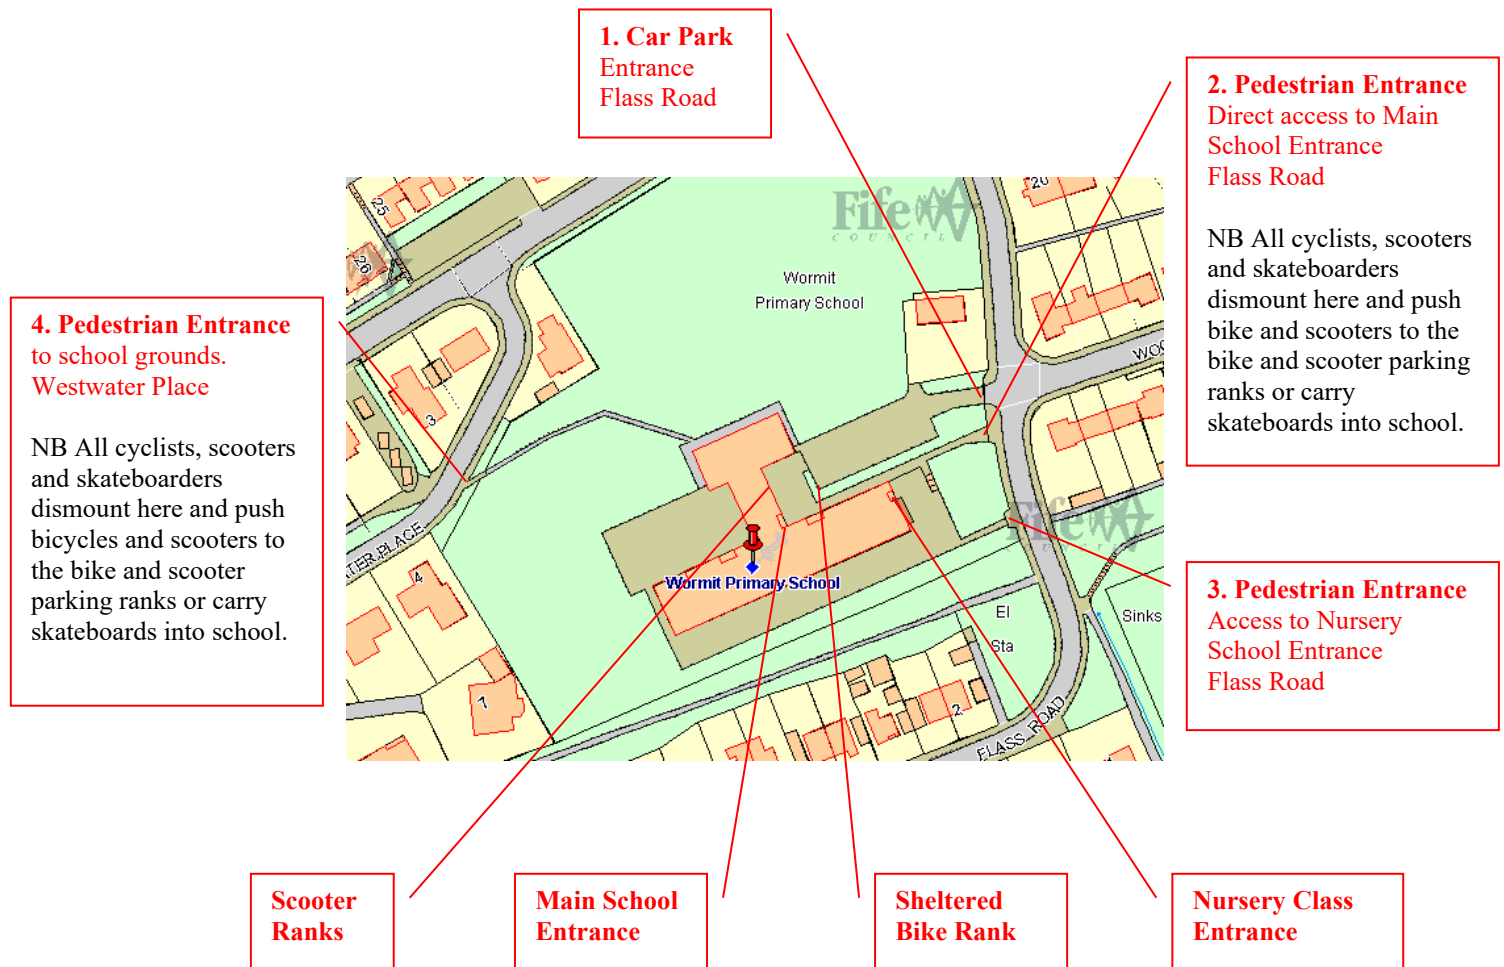 1. Car Park
Entrance
Flass Road
2. Pedestrian Entrance
Direct access to Main
School Entrance
Flass Road
NB All cyclists, scooters
and skateboarders
dismount here and push
bike and scooters to the
bike and scooter parking
ranks or carry
skateboards into school.
4. Pedestrian Entrance
to school grounds.
Westwater Place
NB All cyclists, scooters
and skateboarders
dismount here and push
bicycles and scooters to
the bike and scooter
parking ranks or carry
skateboards into school.
25
26
Fife
COUNCIL
20
Wormit
Primary School
WOO
3
TER PLACE
4
7
Wormit Primary School
Fife
COUNCIL
El
Sta
Sinks
2
FLASS ROAD
3. Pedestrian Entrance
Access to Nursery
School Entrance
Flass Road
Scooter
Ranks
Main School
Entrance
Sheltered
Bike Rank
Nursery Class
Entrance